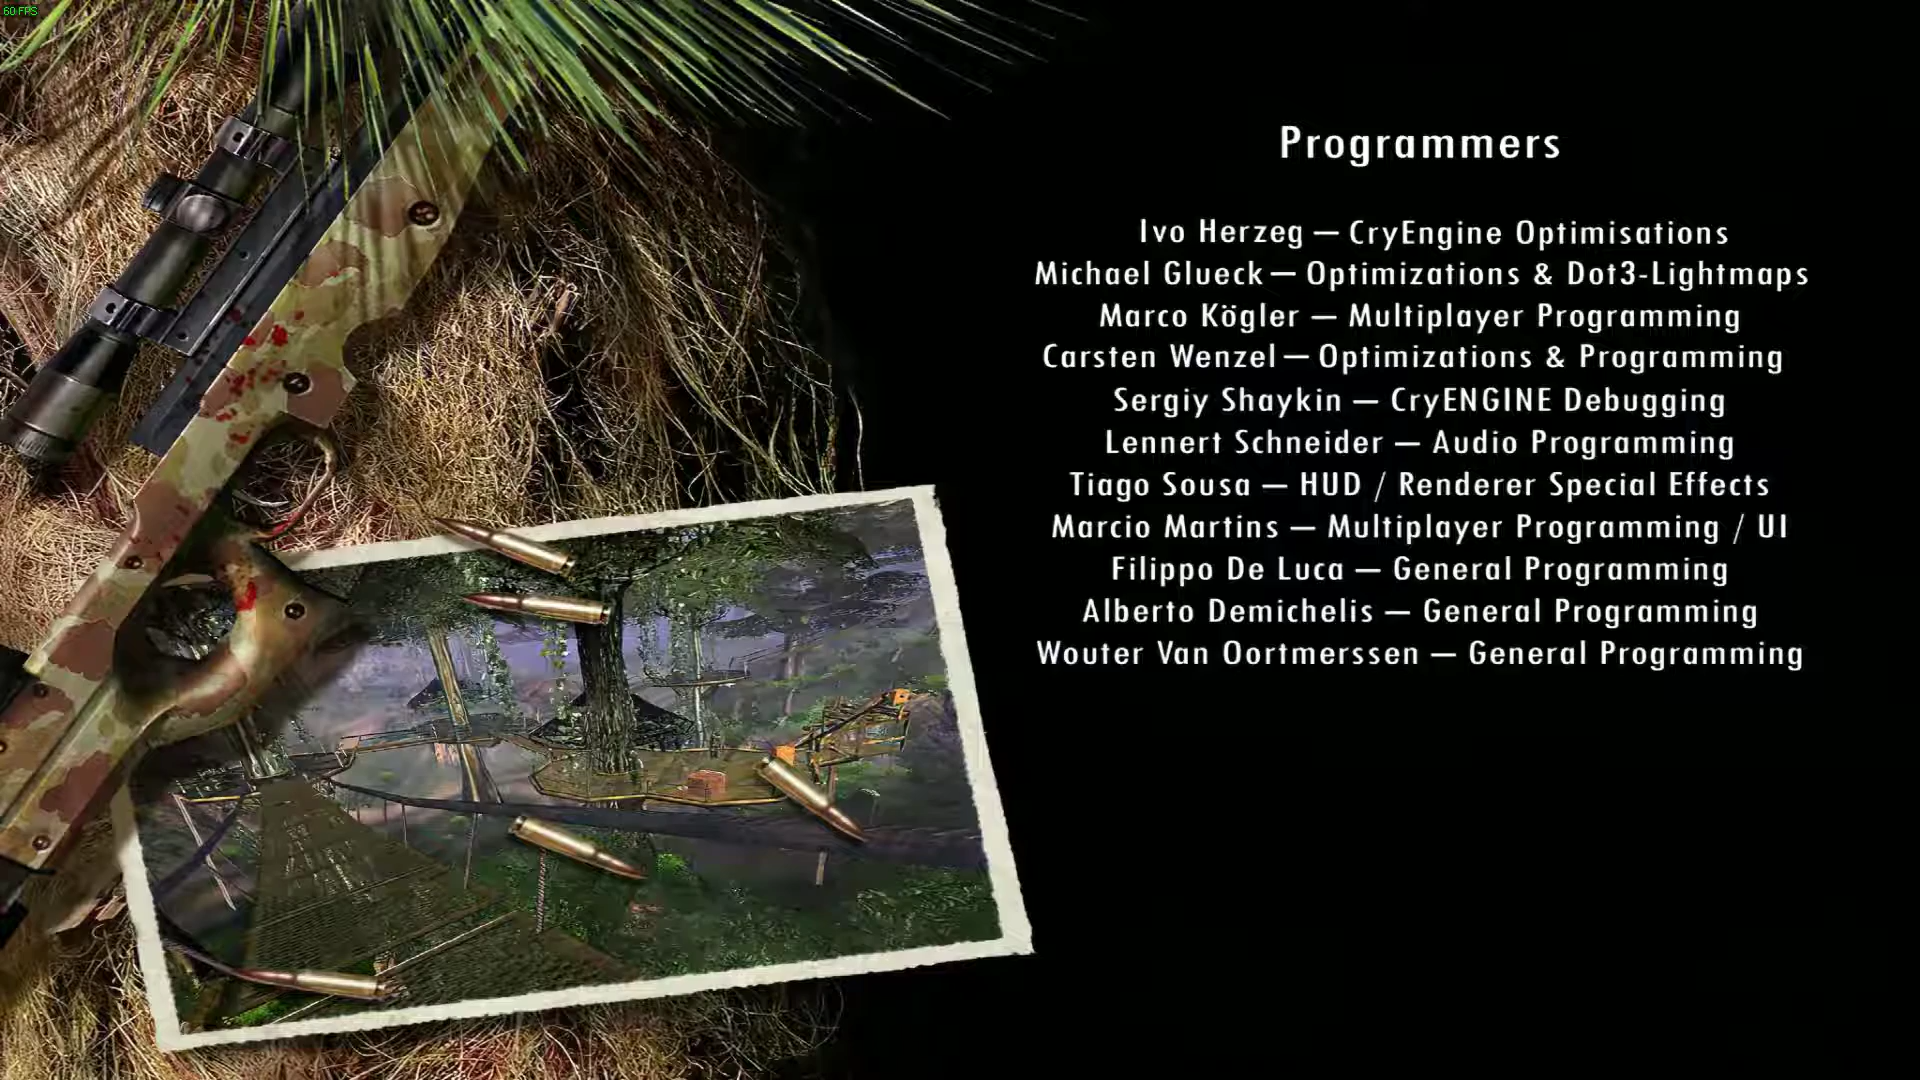 60 FPS
Programmers
Ivo Herzeg — CryEngine Optimisations
Michael Glueck — Optimizations & Dot3-Lightmaps
Marco Kögler — Multiplayer Programming
Carsten Wenzel — Optimizations & Programming
Sergiy Shaykin — CryENGINE Debugging
Lennert Schneider — Audio Programming
Tiago Sousa — HUD / Renderer Special Effects
Marcio Martins — Multiplayer Programming / UI
Filippo De Luca — General Programming
Alberto Demichelis — General Programming
Wouter Van Oortmerssen — General Programming